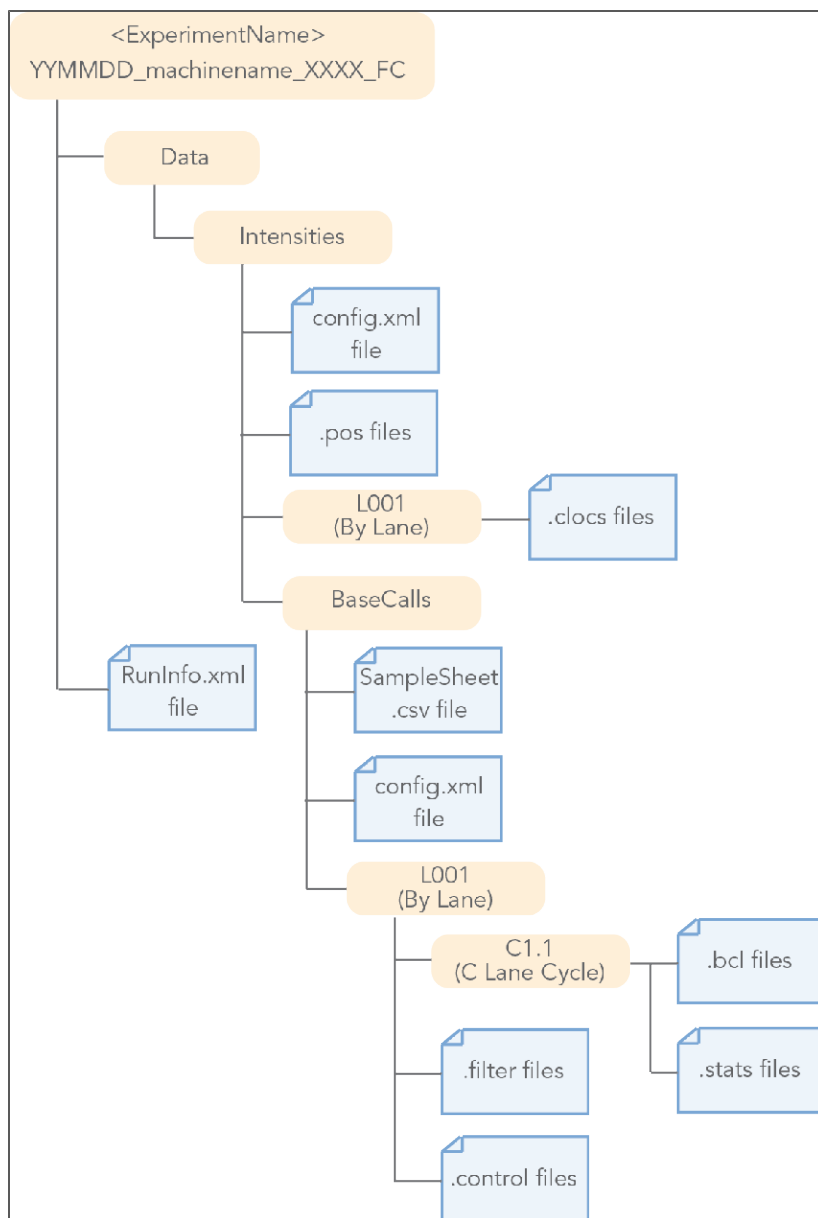 <ExperimentName>
YYMMDD_machinename_XXXX_FC
Data
Intensities
config.xml
file
.pos files
L001
(By Lane)
.clocs files
BaseCalls
RunInfo.xml
file
SampleSheet
.csv file
config.xml
file
L001
(By Lane)
C1.1
(C Lane Cycle)
.bcl files
.filter files
.stats files
.control files